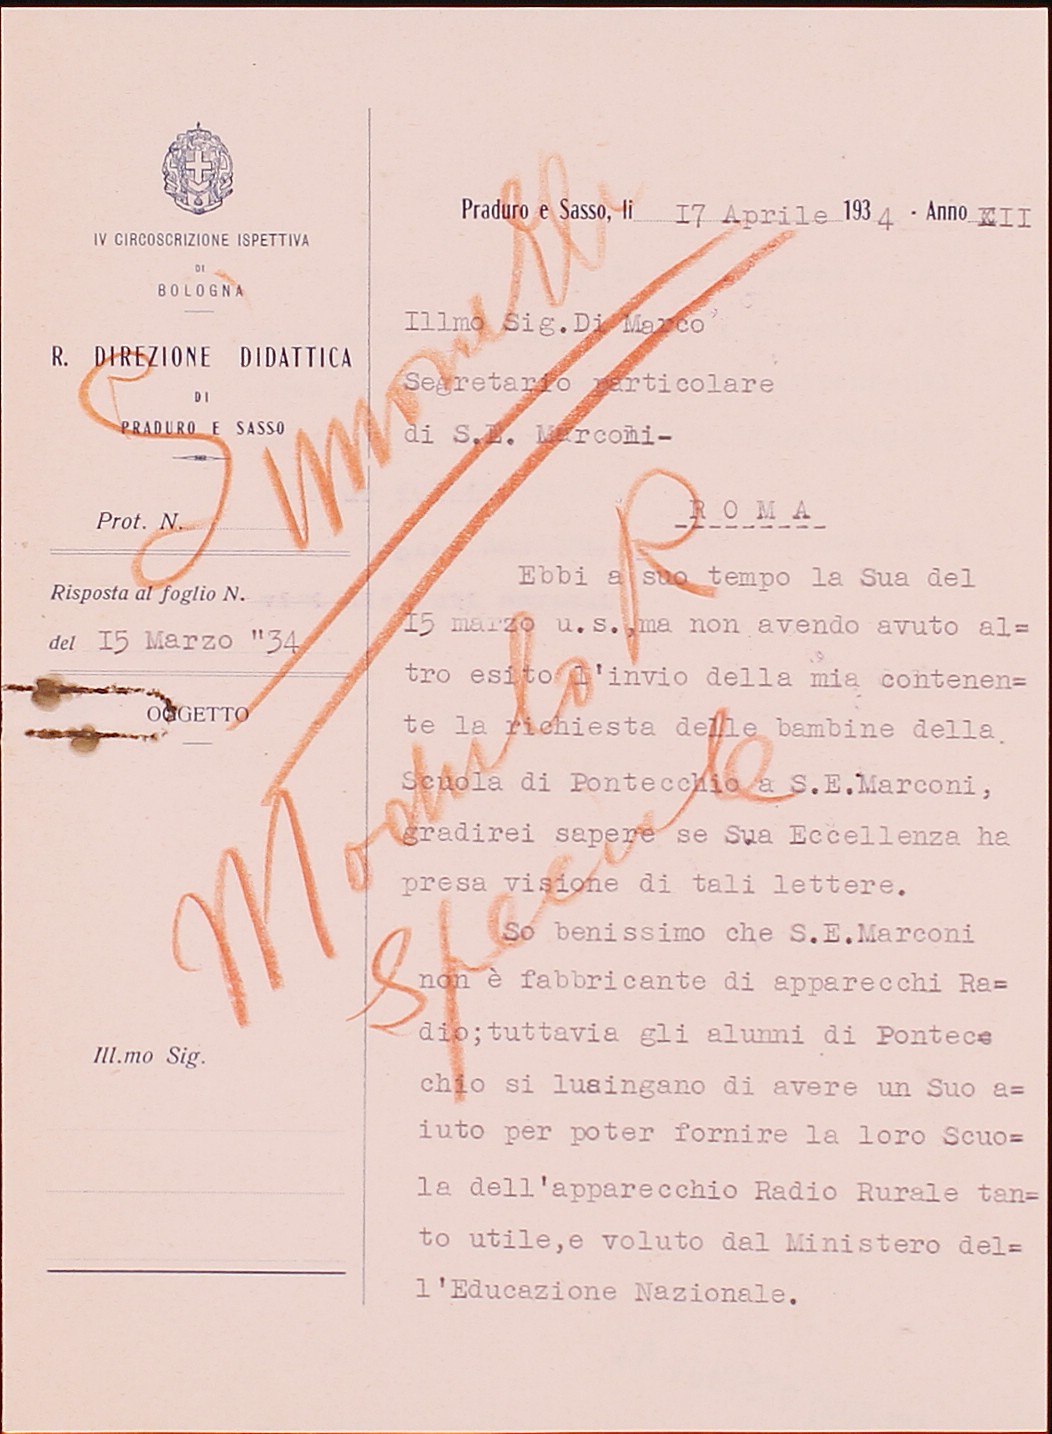 IV CIRCOSCRIZIONE ISPETTIVA
DI
BOLOGNA
R. DIREZIONE DIDATTICA
DI
PRADURO E SASSO
Prot. N.
Risposta al foglio N.
del 15 Marzo "34
OGGETTO
Ill.mo Sig.
Praduro e Sasso, li 17 Aprile 1934 - Anno XII
Illmo Sig.Di Marco
Segretario particolare
di S.E. Marconi-
R O M A
Ebbi a suo tempo la Sua del
15 marzo u.s.,ma non avendo avuto al=
tro esito l'invio della mia contenen=
te la richiesta delle bambine della
Scuola di Pontecchio a S.E.Marconi,
gradirei sapere se Sua Eccellenza ha
presa visione di tali lettere.
So benissimo che S.E.Marconi
non è fabbricante di apparecchi Ra=
dio;tuttavia gli alunni di Pontec=
chio si lusingano di avere un Suo a=
iuto per poter fornire la loro Scuo=
la dell'apparecchio Radio Rurale tan=
to utile,e voluto dal Ministero del=
l'Educazione Nazionale.
Simonelli
Modulo R
Speciale